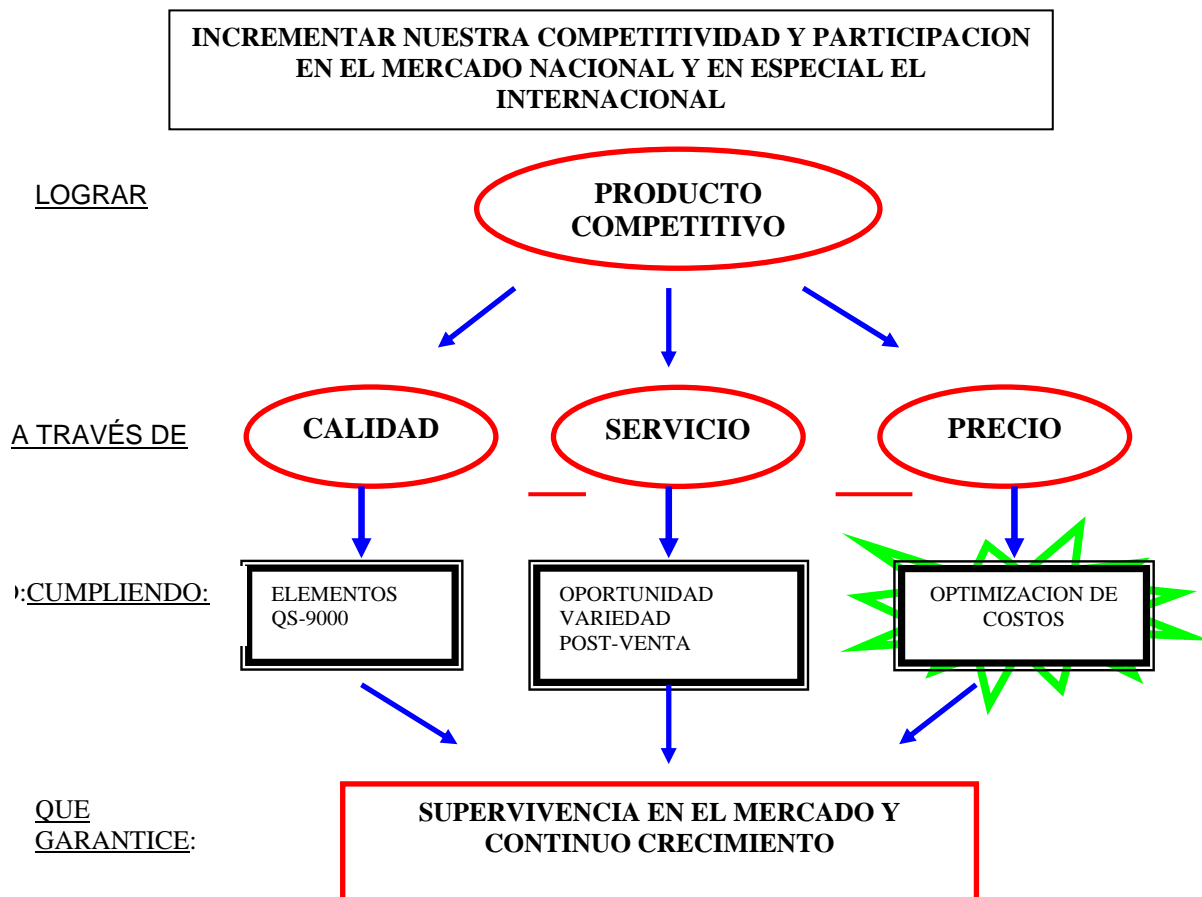 INCREMENTAR NUESTRA COMPETITIVIDAD Y PARTICIPACION
EN EL MERCADO NACIONAL Y EN ESPECIAL EL
INTERNACIONAL
LOGRAR
PRODUCTO
COMPETITIVO
A TRAVÉS DE
CALIDAD
SERVICIO
PRECIO
:CUMPLIENDO:
ELEMENTOS
QS-9000
OPORTUNIDAD
VARIEDAD
POST-VENTA
OPTIMIZACION DE
COSTOS
QUE
GARANTICE:
SUPERVIVENCIA EN EL MERCADO Y
CONTINUO CRECIMIENTO